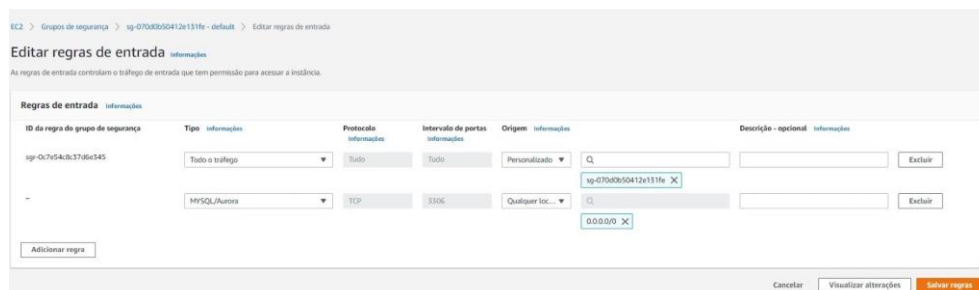 EC2 > Grupos de segurança > sg-070d0b50412e131fe - default > Editar regras de entrada
Editar regras de entrada Informações
As regras de entrada controlam o tráfego de entrada que tem permissão para acessar a instância.
Regras de entrada Informações
ID da regra do grupo de segurança Tipo Informações Protocolo Informações Intervalo de portas Informações Origem Informações Descrição - opcional Informações
sgr-0c7e54c8c37d6e345 Todo o tráfego Tudo Tudo Personalizado Excluir
sg-070d0b50412e131fe X
– MYSQL/Aurora TCP 3306 Qualquer loc... Excluir
0.0.0.0/0 X
Adicionar regra
Cancelar Visualizar alterações Salvar regras